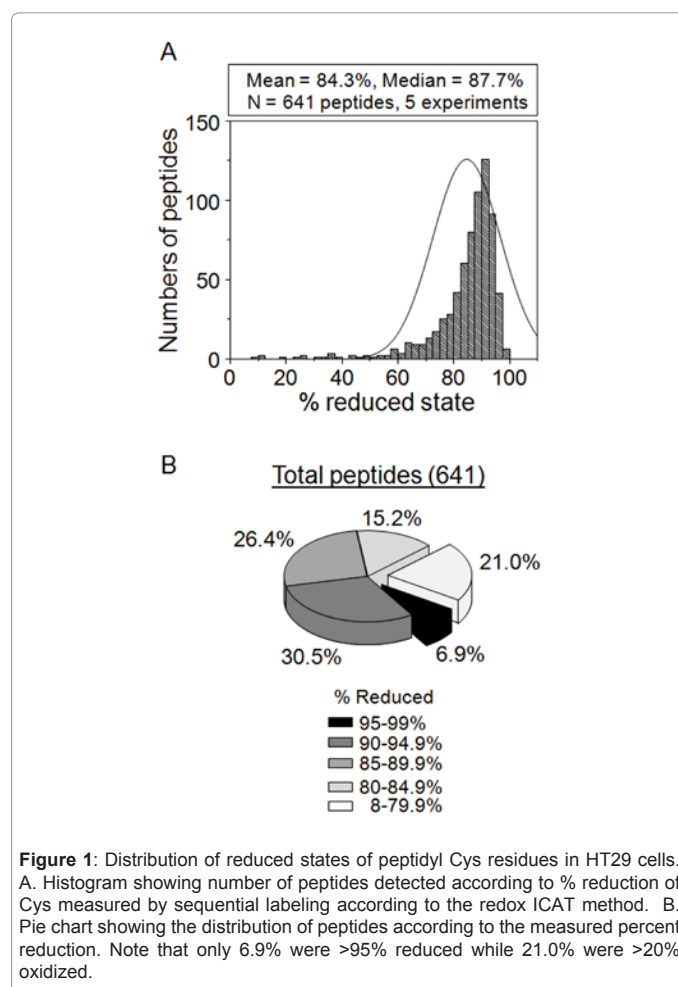 A
Mean = 84.3%, Median = 87.7%
N = 641 peptides, 5 experiments
150
100
50
0
Numbers of peptides
0 20 40 60 80 100
% reduced state
B
Total peptides (641)
15.2%
26.4%
21.0%
30.5%
6.9%
% Reduced
95-99%
90-94.9%
85-89.9%
80-84.9%
8-79.9%
Figure 1: Distribution of reduced states of peptidyl Cys residues in HT29 cells.
A. Histogram showing number of peptides detected according to % reduction of
Cys measured by sequential labeling according to the redox ICAT method. B.
Pie chart showing the distribution of peptides according to the measured percent
reduction. Note that only 6.9% were >95% reduced while 21.0% were >20%
oxidized.